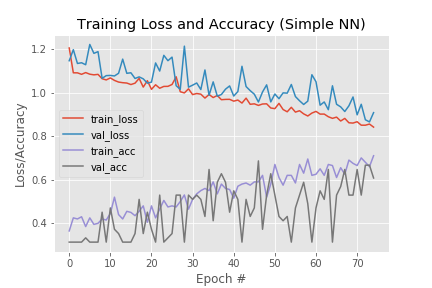 Training Loss and Accuracy (Simple NN)
1.2
1.0
0.8
0.6
0.4
Loss/Accuracy
train_loss
val_loss
train_acc
val_acc
0 10 20 30 40 50 60 70
Epoch #